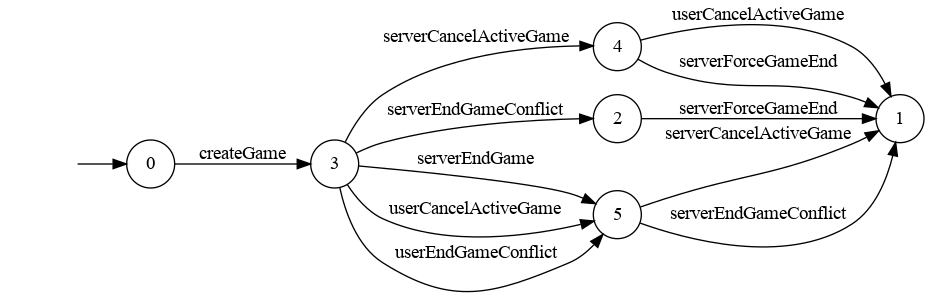 userCancelActiveGame
serverCancelActiveGame
4
serverForceGameEnd
serverEndGameConflict
2
serverForceGameEnd
1
serverCancelActiveGame
0
createGame
3
serverEndGame
userCancelActiveGame
5
serverEndGameConflict
userEndGameConflict